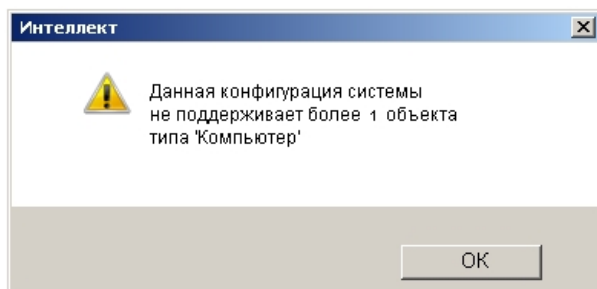 Интеллект
Данная конфигурация системы
не поддерживает более 1 объекта
типа 'Компьютер'
OK